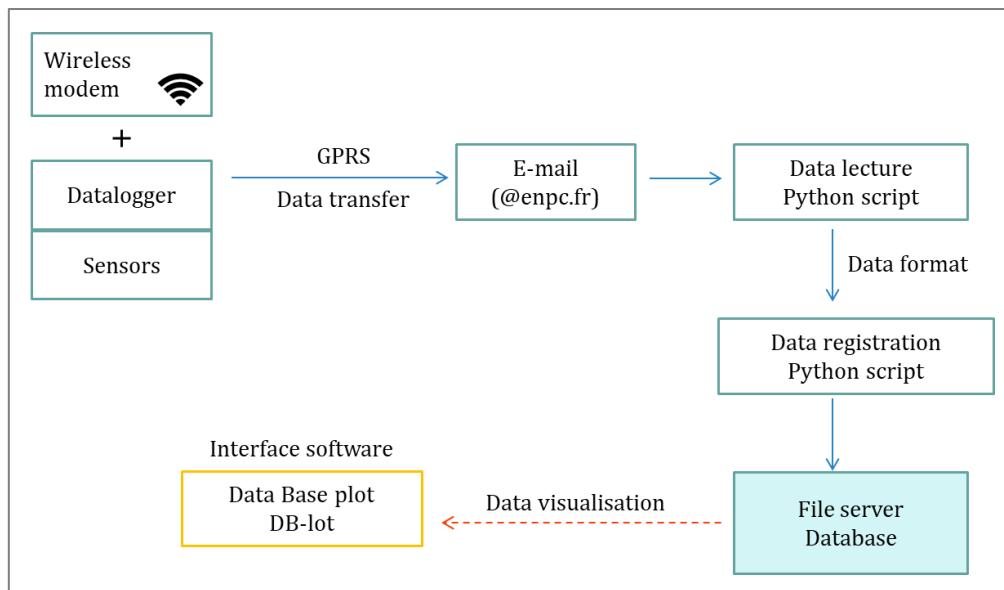 Wireless
modem
+
Datalogger
Sensors
GPRS
Data transfer
E-mail
(@enpc.fr)
Data lecture
Python script
Data format
Data registration
Python script
Interface software
Data Base plot
DB-lot
Data visualisation
File server
Database